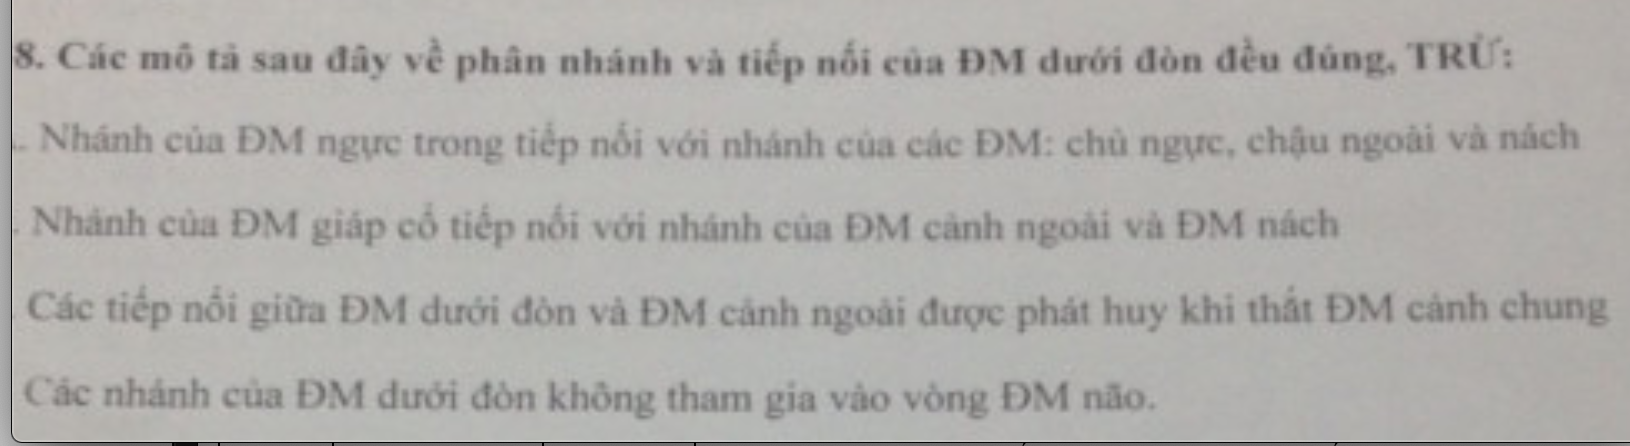 8. Các mô tả sau đây về phân nhánh và tiếp nối của ĐM dưới đòn đều đúng, TRỪ:
. Nhánh của ĐM ngực trong tiếp nối với nhánh của các ĐM: chủ ngực, chậu ngoài và nách
. Nhánh của ĐM giáp cổ tiếp nối với nhánh của ĐM cảnh ngoài và ĐM nách
Các tiếp nối giữa ĐM dưới đòn và ĐM cảnh ngoài được phát huy khi thắt ĐM cảnh chung
Các nhánh của ĐM dưới đòn không tham gia vào vòng ĐM não.